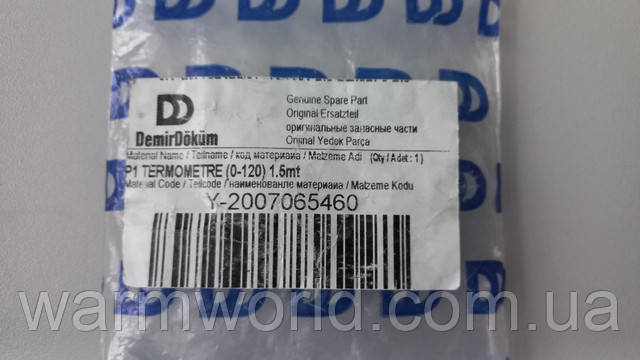 DD
DemirDöküm
Genuine Spare Part
Original Ersatzteil
оригинальные запасные части
Orijinal Yedek Parça
Material Name / Teilname / код материала / Malzeme Adi (Qty / Adet : 1)
P1 TERMOMETRE (0-120) 1.5mt
Material Code / Teilcode / наименование материала / Malzeme Kodu
Y-2007065460
warmworld.com.ua